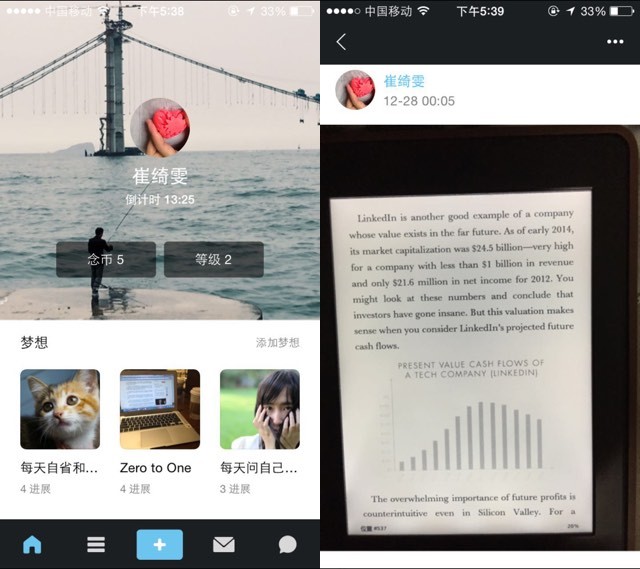 中国移动 下午5:38 33%
崔绮雯
倒计时 13:25
念币 5 等级 2
梦想 添加梦想
每天自省和... Zero to One 每天问自己...
4 进展 4 进展 3 进展
中国移动 下午5:39 33%
崔绮雯
12-28 00:05
LinkedIn is another good example of a company
whose value exists in the far future. As of early 2014,
its market capitalization was $24.5 billion—very high
for a company with less than $1 billion in revenue
and only $21.6 million in net income for 2012. You
might look at these numbers and conclude that
investors have gone insane. But this valuation makes
sense when you consider LinkedIn's projected future
cash flows.
PRESENT VALUE CASH FLOWS OF
A TECH COMPANY (LINKEDIN)
The overwhelming importance of future profits is
counterintuitive even in Silicon Valley. For a
位置 #537 28%